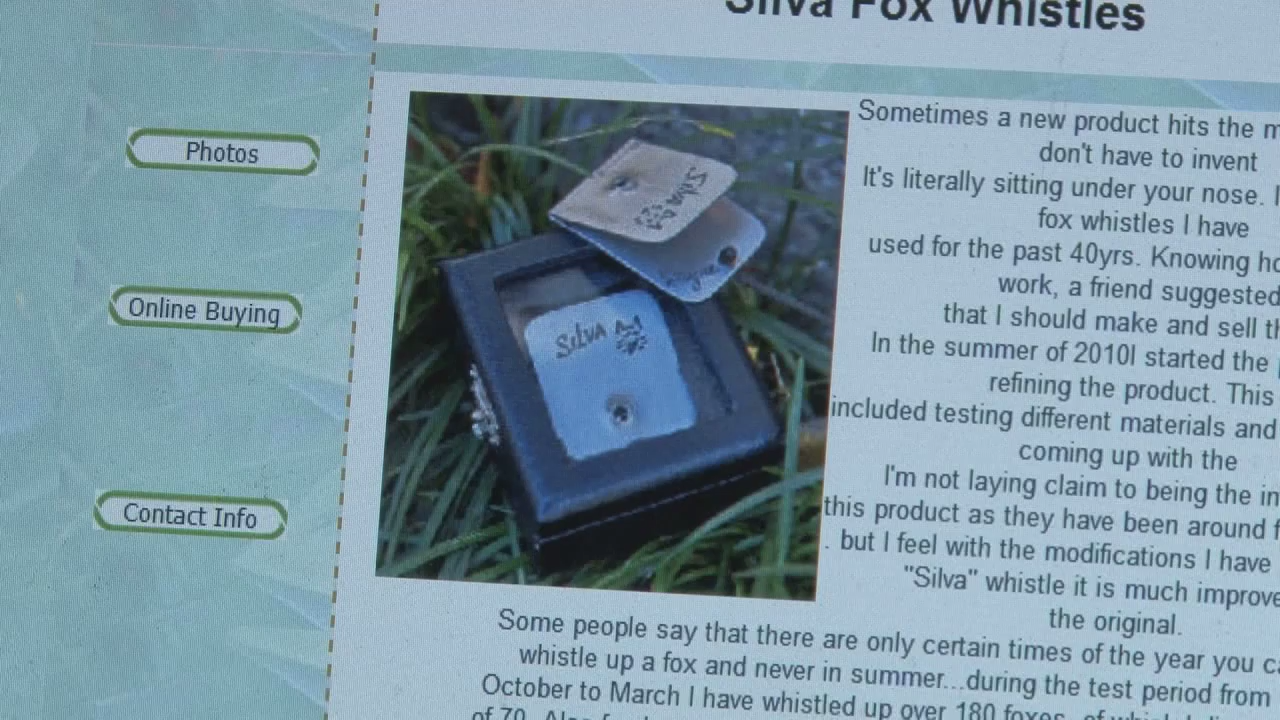 Silva Fox Whistles
Photos
Online Buying
Contact Info
Silva
Silva A-1
Sometimes a new product hits the
don't have to invent
It's literally sitting under your nose.
fox whistles I have
used for the past 40yrs. Knowing
work, a friend suggested
that I should make and sell
In the summer of 2010I started the
refining the product. This
included testing different materials and
coming up with the
I'm not laying claim to being the
this product as they have been around
. but I feel with the modifications I have
"Silva" whistle it is much
the original.
Some people say that there are only certain times of the year you
whistle up a fox and never in summer...during the test period from
October to March I have whistled up over 180 foxes,
of 70.